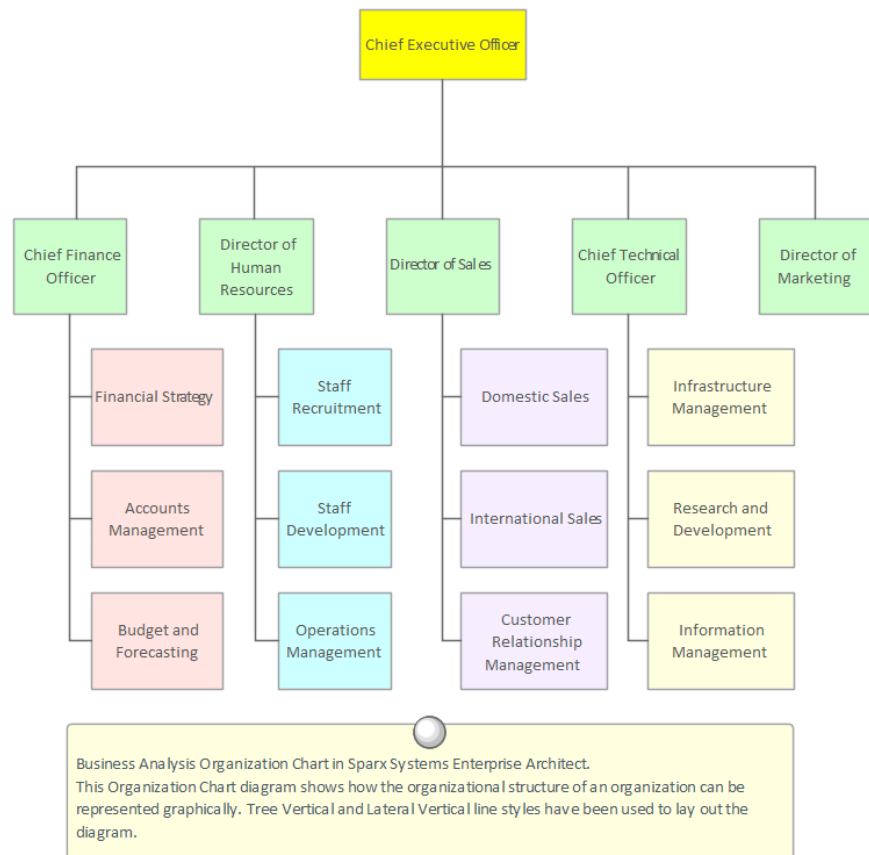 Chief Executive Officer
Chief Finance
Officer
Director of
Human
Resources
Director of Sales
Chief Technical
Officer
Director of
Marketing
Financial Strategy
Staff
Recruitment
Domestic Sales
Infrastructure
Management
Accounts
Management
Staff
Development
International Sales
Research and
Development
Budget and
Forecasting
Operations
Management
Customer
Relationship
Management
Information
Management
Business Analysis Organization Chart in Sparx Systems Enterprise Architect.
This Organization Chart diagram shows how the organizational structure of an organization can be
represented graphically. Tree Vertical and Lateral Vertical line styles have been used to lay out the
diagram.